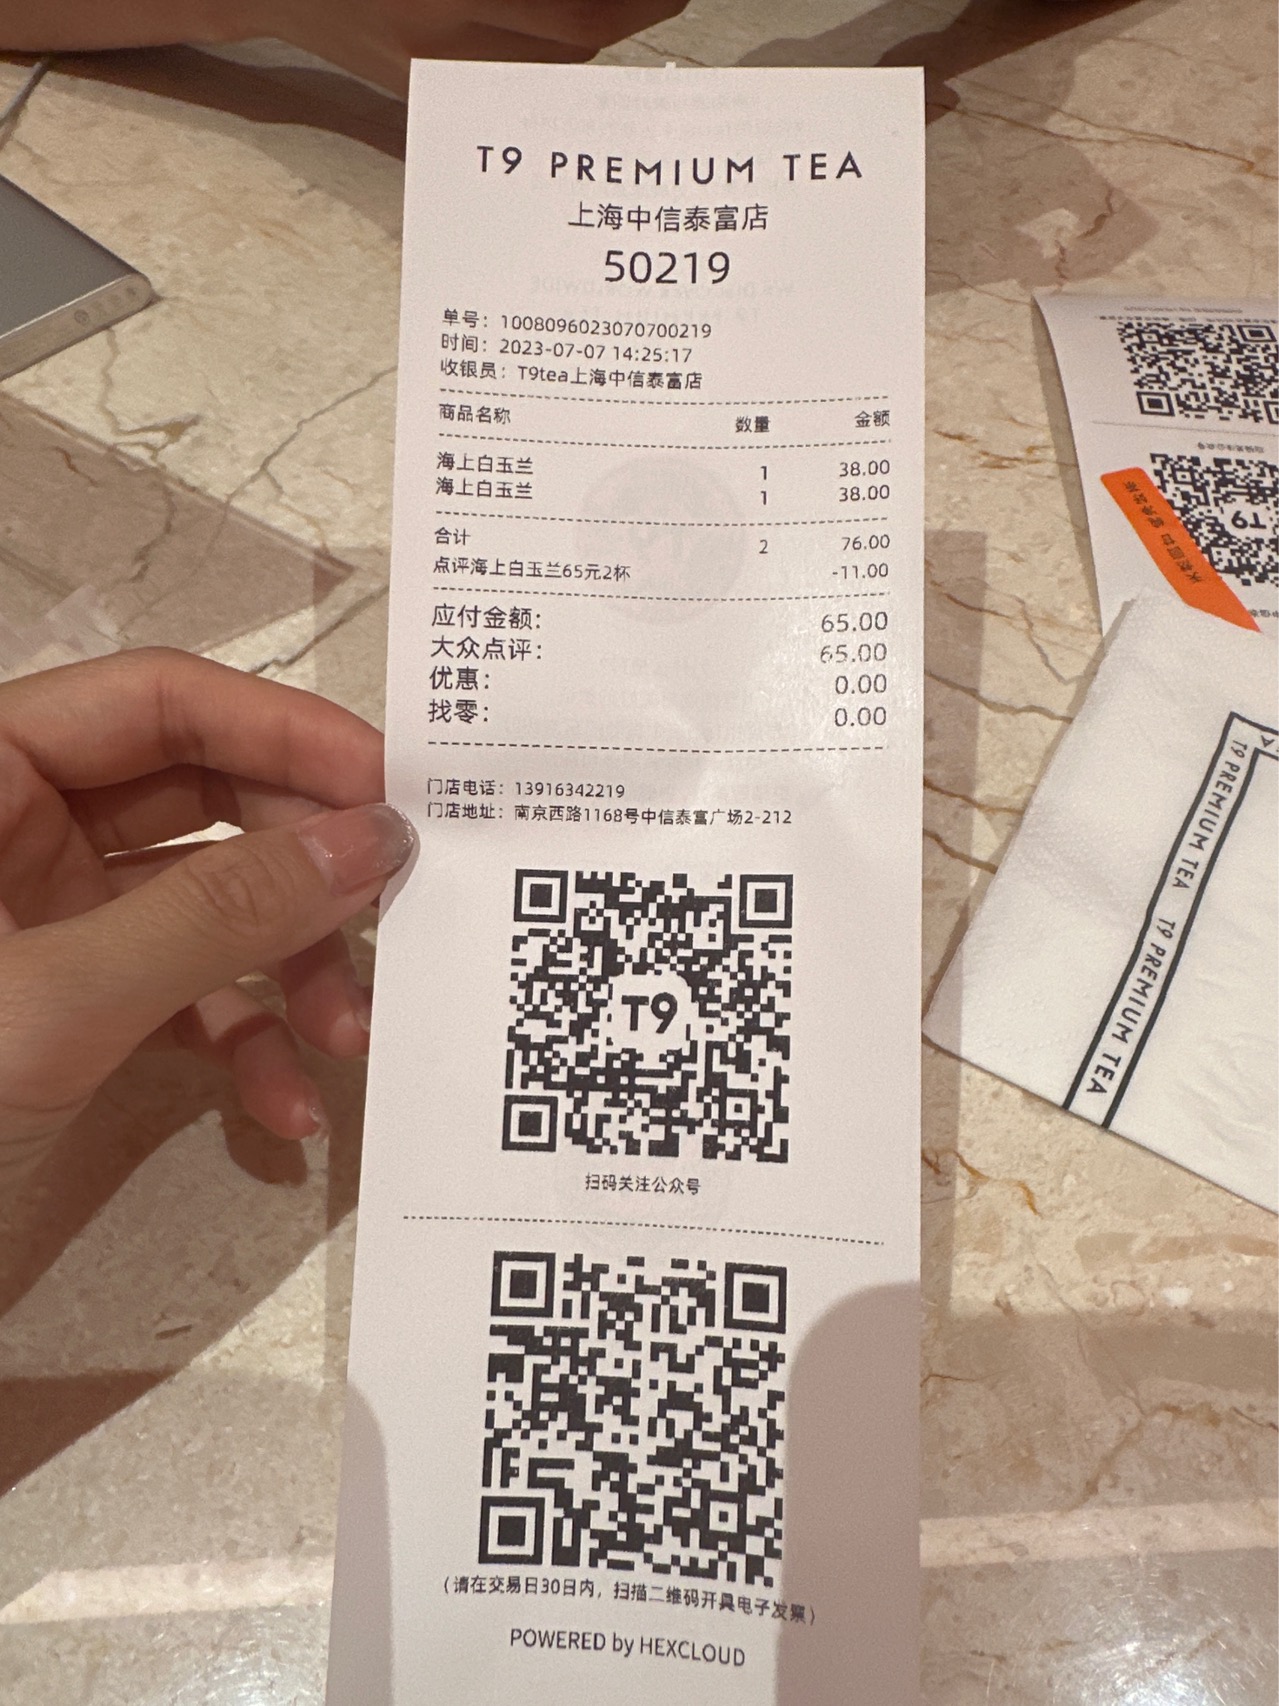 T9 PREMIUM TEA
上海中信泰富店
50219
单号：1008096023070700219
时间：2023-07-07 14:25:17
收银员：T9tea上海中信泰富店
商品名称 数量 金额
海上白玉兰 1 38.00
海上白玉兰 1 38.00
合计 2 76.00
点评海上白玉兰65元2杯 -11.00
应付金额： 65.00
大众点评： 65.00
优惠： 0.00
找零： 0.00
门店电话：13916342219
门店地址：南京西路1168号中信泰富广场2-212
T9
扫码关注公众号
（请在交易日30日内，扫描二维码开具电子发票）
POWERED by HEXCLOUD
扫码关注公众号
T9
T9 PREMIUM TEA T9 PREMIUM TEA